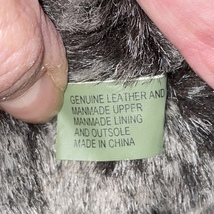 GENUINE LEATHER AND
MANMADE UPPER
MANMADE LINING
AND OUTSOLE
MADE IN CHINA